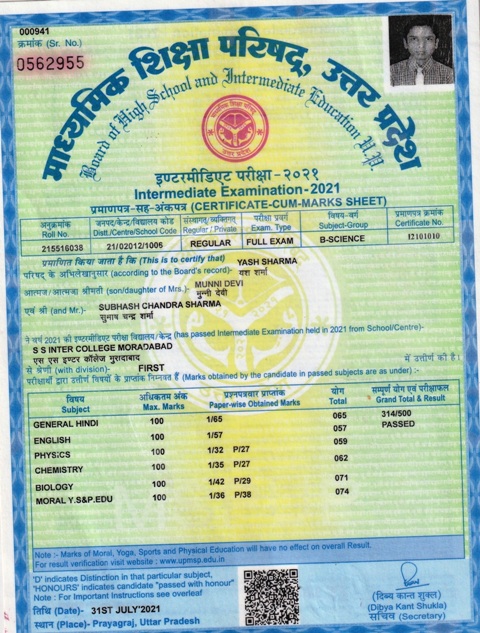 000941
क्रमांक (Sr. No.)
0562955
माध्यमिक शिक्षा परिषद्, उत्तर प्रदेश
Board of High School and Intermediate Education U.P.
इण्टरमीडिएट परीक्षा - २०२१
Intermediate Examination - 2021
प्रमाणपत्र-सह-अंकपत्र (CERTIFICATE-CUM-MARKS SHEET)
अनुक्रमांक जनपद/केन्द्र/विद्यालय कोड संस्थागत/व्यक्तिगत परीक्षा प्रवर्ग विषय-वर्ग प्रमाणपत्र क्रमांक
Roll No. Distt./Centre/School Code Regular / Private Exam. Type Subject-Group Certificate No.
215516038 21/02012/1006 REGULAR FULL EXAM B-SCIENCE 12101010
प्रमाणित किया जाता है कि (This is to certify that) YASH SHARMA
परिषद् के अभिलेखानुसार (according to the Board's record)- यश शर्मा
आत्मज/आत्मजा श्रीमती (son/daughter of Mrs.)- MUNNI DEVI
मुन्नी देवी
एवं श्री (and Mr.)- SUBHASH CHANDRA SHARMA
सुभाष चन्द्र शर्मा
ने वर्ष 2021 की इण्टरमीडिएट परीक्षा विद्यालय/केन्द्र (has passed Intermediate Examination held in 2021 from School/Centre)-
S S INTER COLLEGE MORADABAD
एस एस इण्टर कॉलेज मुरादाबाद में उत्तीर्ण की है।
से श्रेणी (with division)- FIRST
परीक्षार्थी द्वारा उत्तीर्ण विषयों के प्राप्तांक निम्नवत हैं (Marks obtained by the candidate in passed subjects are as under) :-
विषय अधिकतम अंक प्रश्नपत्रवार प्राप्तांक योग सम्पूर्ण योग एवं परीक्षाफल
Subject Max. Marks Paper-wise Obtained Marks Total Grand Total & Result
GENERAL HINDI 100 1/65 065 314/500
ENGLISH 100 1/57 057 PASSED
PHYSICS 100 1/32 P/27 059
CHEMISTRY 100 1/35 P/27 062
BIOLOGY 100 1/42 P/29 071
MORAL Y.S&P.EDU 100 1/36 P/38 074
Note :- Marks of Moral, Yoga, Sports and Physical Education will have no effect on overall Result.
For result verification visit website : www.upmsp.edu.in
'D' indicates Distinction in that particular subject,
'HONOURS' indicates candidate "passed with honour"
Note : For Important Instructions see overleaf
तिथि (Date)- 31ST JULY'2021
स्थान (Place)- Prayagraj, Uttar Pradesh
(दिव्य कान्त शुक्ल)
(Dibya Kant Shukla)
सचिव (Secretary)